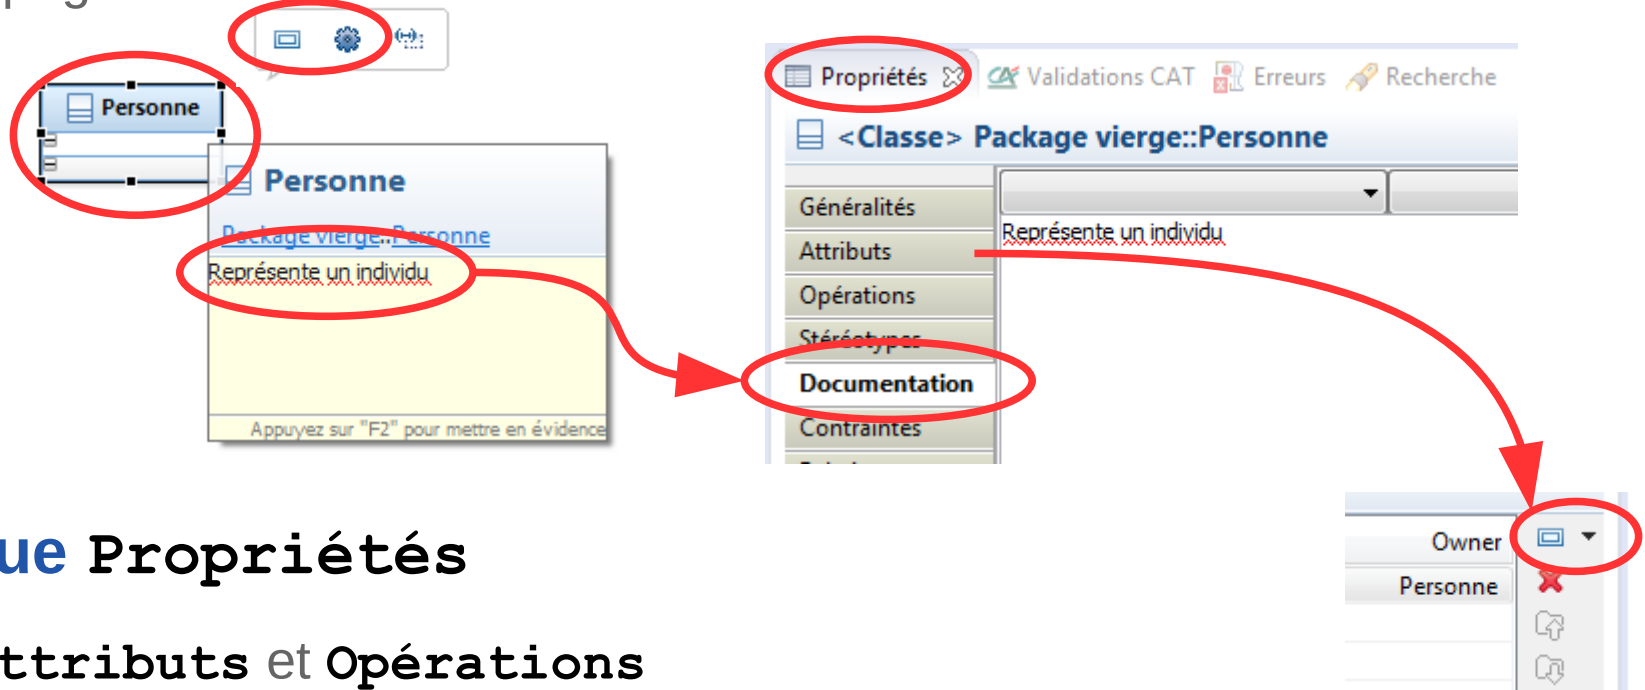 Personne
Personne
Package vierge::Personne
Représente un individu
Appuyez sur "F2" pour mettre en évidence
Propriétés Validations CAT Erreurs Recherche
<Classe> Package vierge::Personne
Généralités
Représente un individu
Attributs
Opérations
Stéréotypes
Documentation
Contraintes
Owner
Personne
ue Propriétés
ttributs et Opérations